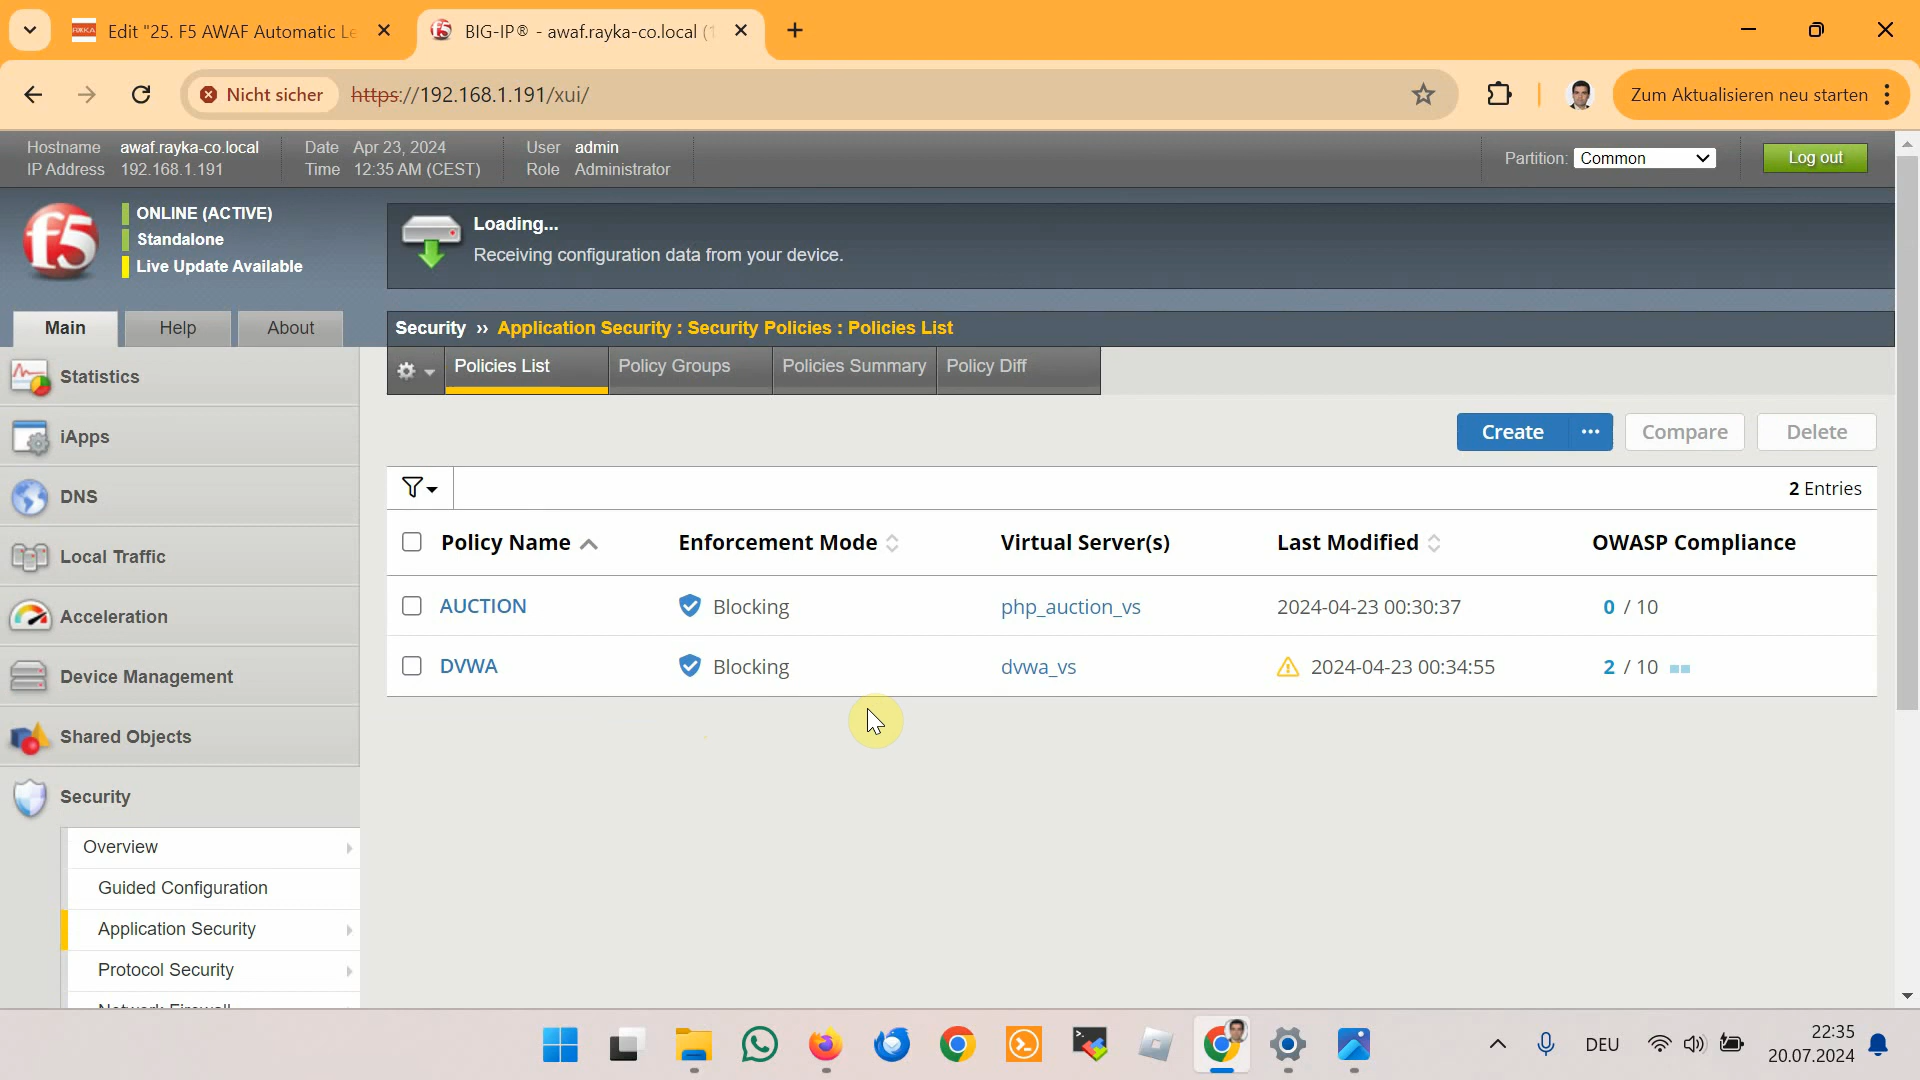 Edit "25. F5 AWAF Automatic Le
BIG-IP® - awaf.rayka-co.local (
Nicht sicher
https://192.168.1.191/xui/
Zum Aktualisieren neu starten
Hostname awaf.rayka-co.local
IP Address 192.168.1.191
Date Apr 23, 2024
Time 12:35 AM (CEST)
User admin
Role Administrator
Partition: Common
Log out
f5
ONLINE (ACTIVE)
Standalone
Live Update Available
Loading...
Receiving configuration data from your device.
Main
Help
About
Security ›› Application Security : Security Policies : Policies List
Policies List
Policy Groups
Policies Summary
Policy Diff
Statistics
iApps
DNS
Local Traffic
Acceleration
Device Management
Shared Objects
Security
Overview
Guided Configuration
Application Security
Protocol Security
Create
Compare
Delete
2 Entries
Policy Name Enforcement Mode Virtual Server(s) Last Modified OWASP Compliance
AUCTION Blocking php_auction_vs 2024-04-23 00:30:37 0 / 10
DVWA Blocking dvwa_vs 2024-04-23 00:34:55 2 / 10
DEU
22:35
20.07.2024